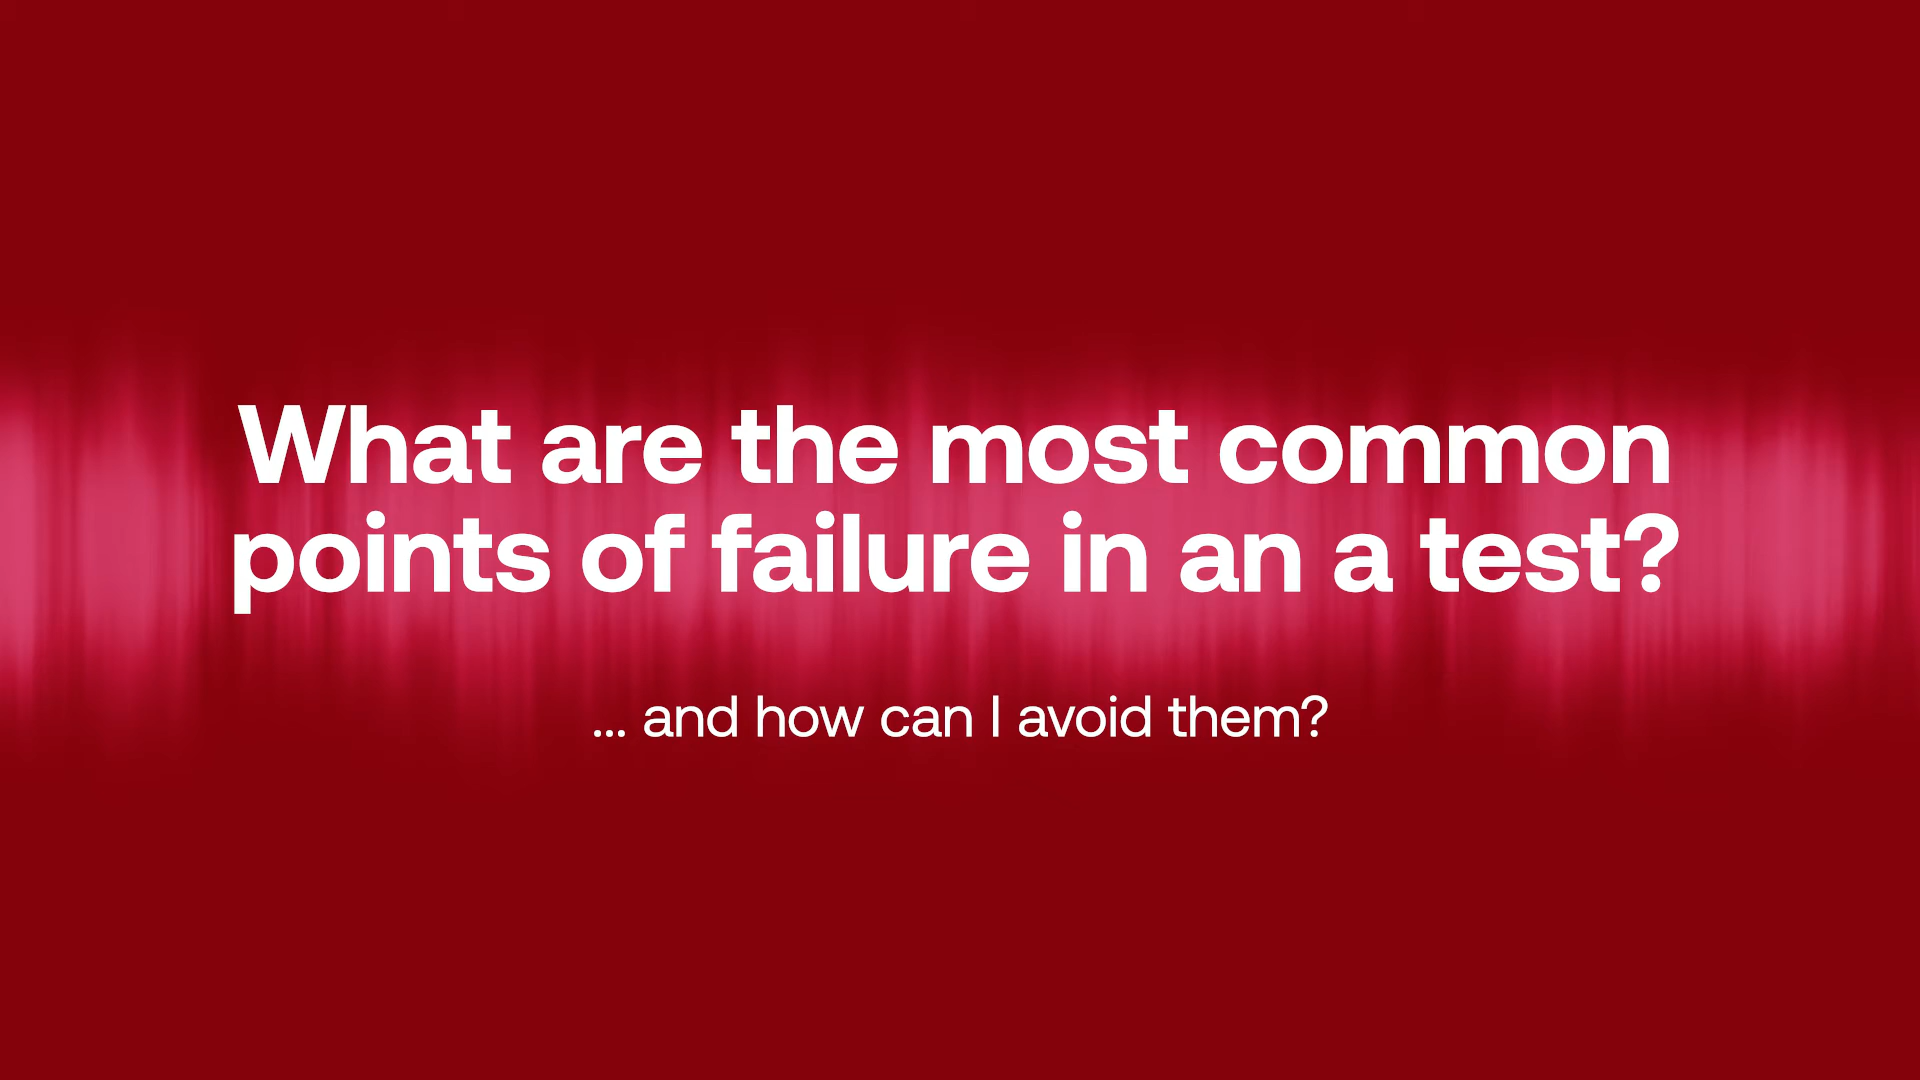 What are the most common
points of failure in an a test?
... and how can I avoid them?